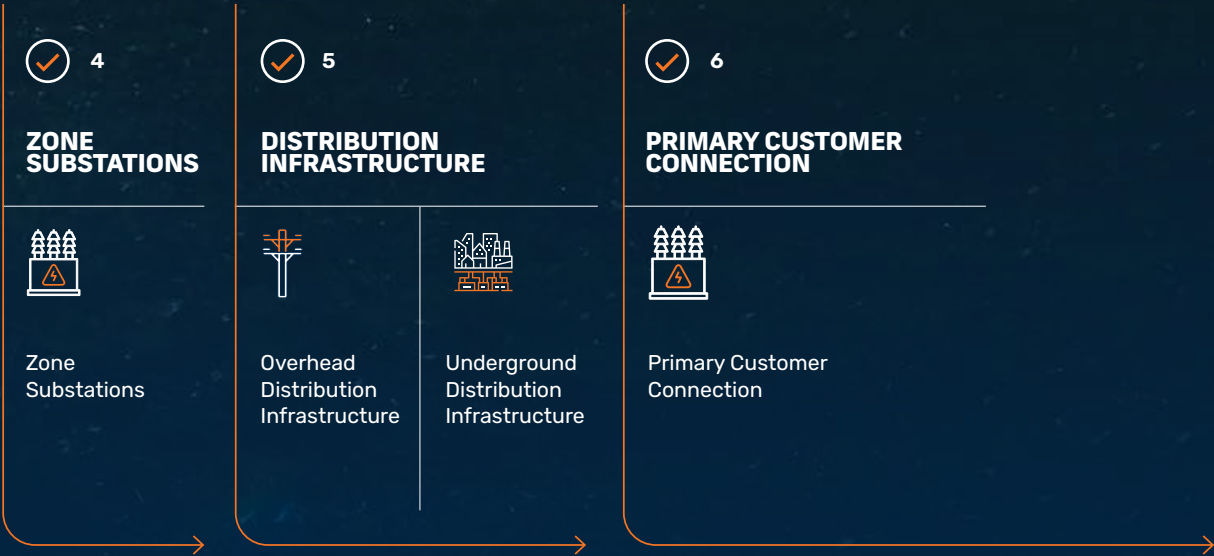 4
ZONE
SUBSTATIONS
Zone
Substations
5
DISTRIBUTION
INFRASTRUCTURE
Overhead
Distribution
Infrastructure
Underground
Distribution
Infrastructure
6
PRIMARY CUSTOMER
CONNECTION
Primary Customer
Connection